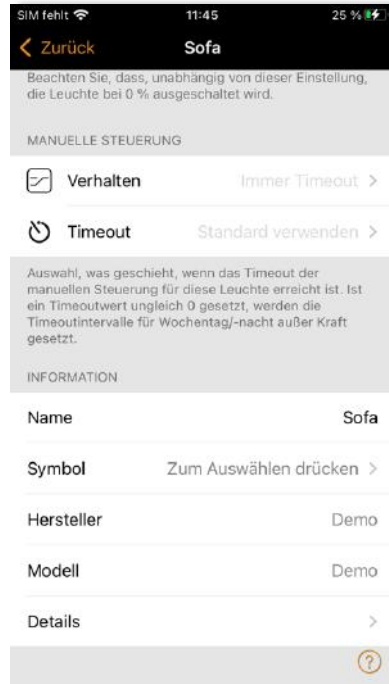 SIM fehlt 11:45 25 %
Zurück Sofa
Beachten Sie, dass, unabhängig von dieser Einstellung,
die Leuchte bei 0 % ausgeschaltet wird.
MANUELLE STEUERUNG
Verhalten Immer Timeout >
Timeout Standard verwenden >
Auswahl, was geschieht, wenn das Timeout der
manuellen Steuerung für diese Leuchte erreicht ist. Ist
ein Timeoutwert ungleich 0 gesetzt, werden die
Timeoutintervalle für Wochentag/-nacht außer Kraft
gesetzt.
INFORMATION
Name Sofa
Symbol Zum Auswählen drücken >
Hersteller Demo
Modell Demo
Details >
?